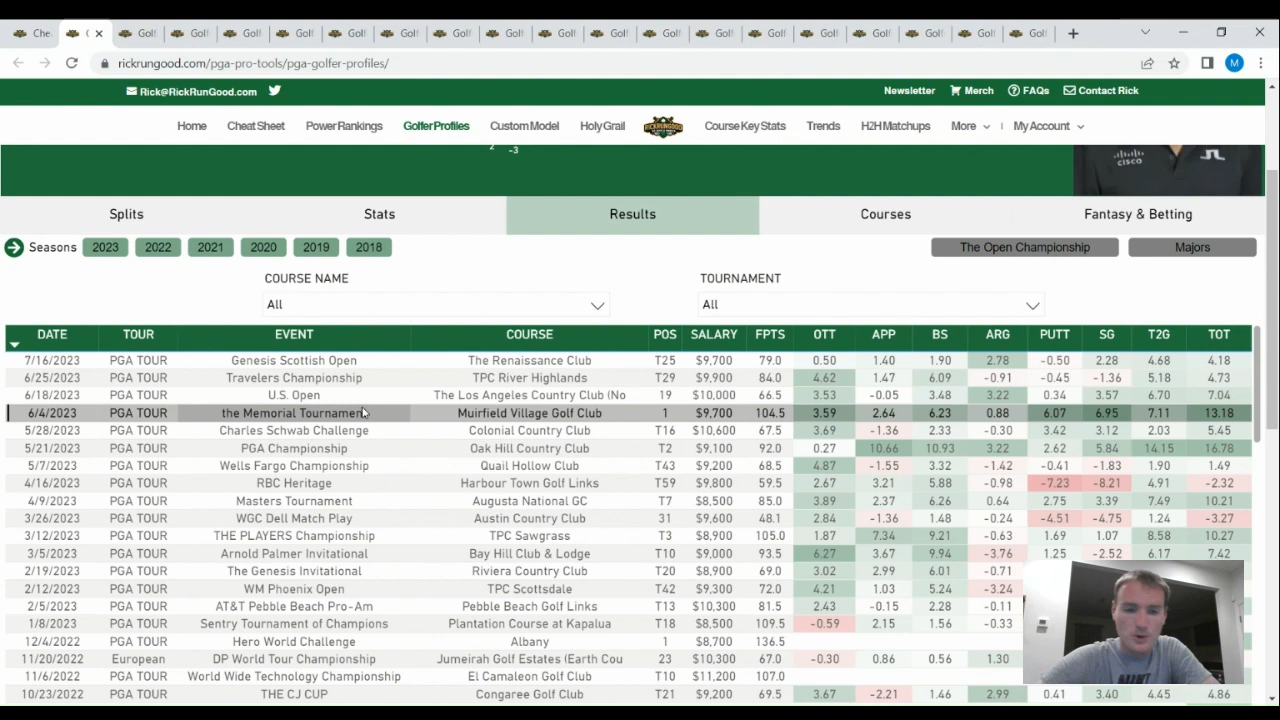 Che Golf Golf Golf Golf Golf Golf Golf Golf Golf Golf Golf Golf Golf Golf Golf Golf Golf Golf
rickrungood.com/pga-pro-tools/pga-golfer-profiles/ M
Rick@RickRunGood.com Newsletter Merch FAQs Contact Rick
Home Cheat Sheet Power Rankings Golfer Profiles Custom Model Holy Grail RICKRUNGOOD Course Key Stats Trends H2H Matchups More My Account
2 -3
CISCO
Splits Stats Results Courses Fantasy & Betting
Seasons 2023 2022 2021 2020 2019 2018 The Open Championship Majors
COURSE NAME TOURNAMENT
All All
DATE TOUR EVENT COURSE POS SALARY FPTS OTT APP BS ARG PUTT SG T2G TOT
7/16/2023 PGA TOUR Genesis Scottish Open The Renaissance Club T25 $9,700 79.0 0.50 1.40 1.90 2.78 -0.50 2.28 4.68 4.18
6/25/2023 PGA TOUR Travelers Championship TPC River Highlands T29 $9,900 84.0 4.62 1.47 6.09 -0.91 -0.45 -1.36 5.18 4.73
6/18/2023 PGA TOUR U.S. Open The Los Angeles Country Club (No 19 $10,000 66.5 3.53 -0.05 3.48 3.22 0.34 3.57 6.70 7.04
6/4/2023 PGA TOUR the Memorial Tournament Muirfield Village Golf Club 1 $9,700 104.5 3.59 2.64 6.23 0.88 6.07 6.95 7.11 13.18
5/28/2023 PGA TOUR Charles Schwab Challenge Colonial Country Club T16 $10,600 67.5 3.69 -1.36 2.33 -0.30 3.42 3.12 2.03 5.45
5/21/2023 PGA TOUR PGA Championship Oak Hill Country Club T2 $9,100 92.0 0.27 10.66 10.93 3.22 2.62 5.84 14.15 16.78
5/7/2023 PGA TOUR Wells Fargo Championship Quail Hollow Club T43 $9,200 68.5 4.87 -1.55 3.32 -1.42 -0.41 -1.83 1.90 1.49
4/16/2023 PGA TOUR RBC Heritage Harbour Town Golf Links T59 $9,800 59.5 2.67 3.21 5.88 -0.98 -7.23 -8.21 4.91 -2.32
4/9/2023 PGA TOUR Masters Tournament Augusta National GC T7 $8,500 85.0 3.89 2.37 6.26 0.64 2.75 3.39 7.49 10.21
3/26/2023 PGA TOUR WGC Dell Match Play Austin Country Club 31 $9,600 48.1 2.84 -1.36 1.48 -0.24 -4.51 -4.75 1.24 -3.27
3/12/2023 PGA TOUR THE PLAYERS Championship TPC Sawgrass T3 $8,900 105.0 1.87 7.34 9.21 -0.63 1.69 1.07 8.58 10.27
3/5/2023 PGA TOUR Arnold Palmer Invitational Bay Hill Club & Lodge T10 $9,000 93.5 6.27 3.67 9.94 -3.76 1.25 -2.52 6.17 7.42
2/19/2023 PGA TOUR The Genesis Invitational Riviera Country Club T20 $8,900 69.0 3.02 2.99 6.01 -0.71
2/12/2023 PGA TOUR WM Phoenix Open TPC Scottsdale T42 $9,300 72.0 4.21 1.03 5.24 -3.24
2/5/2023 PGA TOUR AT&T Pebble Beach Pro-Am Pebble Beach Golf Links T13 $10,300 81.5 2.43 -0.15 2.28 -0.11
1/8/2023 PGA TOUR Sentry Tournament of Champions Plantation Course at Kapalua T18 $8,500 109.5 -0.59 2.15 1.56 -0.33
12/4/2022 PGA TOUR Hero World Challenge Albany 1 $8,700 136.5
11/20/2022 European DP World Tour Championship Jumeirah Golf Estates (Earth Cou 23 $10,300 67.0 -0.30 0.86 0.56 1.30
11/6/2022 PGA TOUR World Wide Technology Championship El Camaleon Golf Club T10 $11,200 107.0
10/23/2022 PGA TOUR THE CJ CUP Congaree Golf Club T21 $9,200 69.5 3.67 -2.21 1.46 2.99 0.41 3.40 4.45 4.86